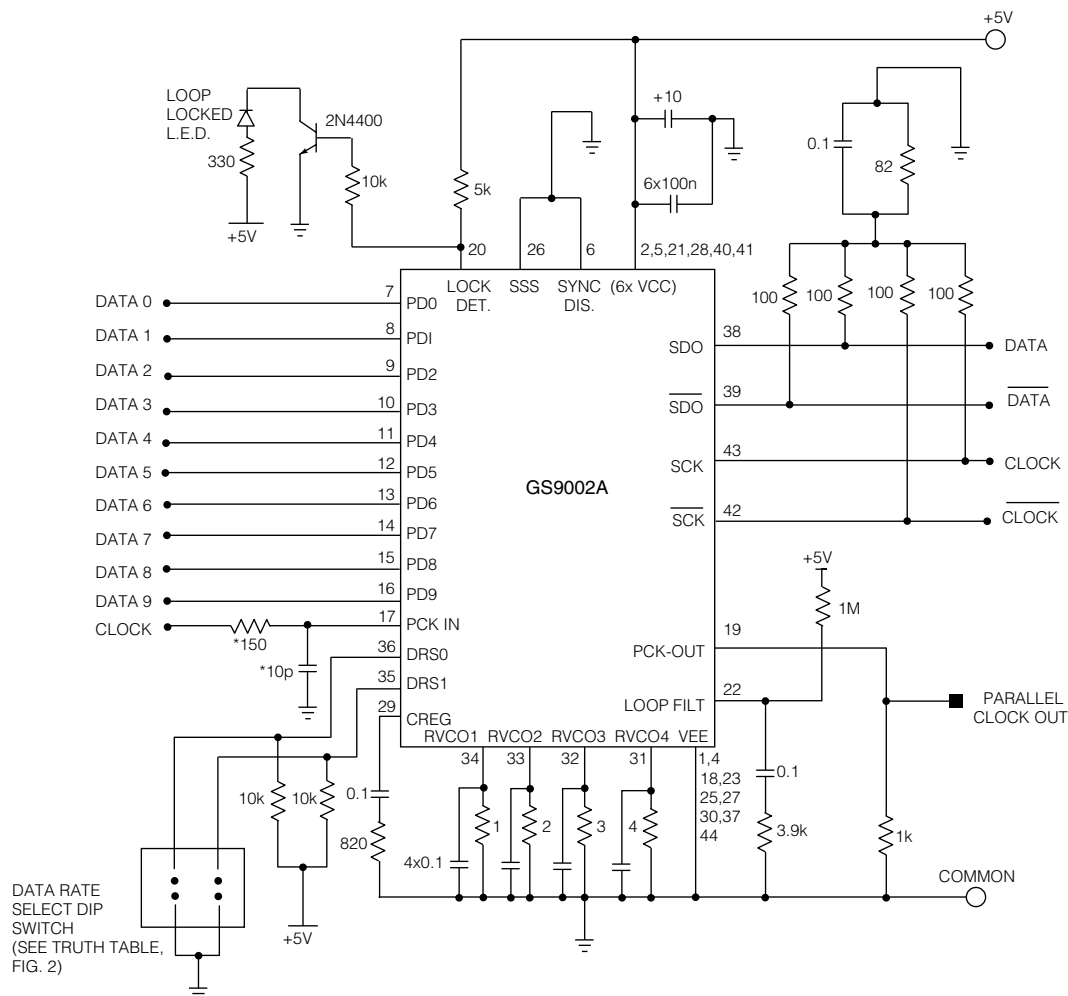 +5V
LOOP
LOCKED
L.E.D.
2N4400
330
10k
+5V
5k
+10
6x100n
0.1
82
20
26
6
2,5,21,28,40,41
LOCK
DET.
SSS
SYNC
DIS.
(6x VCC)
100
100
100
100
DATA 0
7
PD0
DATA 1
8
PDI
DATA 2
9
PD2
DATA 3
10
PD3
DATA 4
11
PD4
DATA 5
12
PD5
DATA 6
13
PD6
DATA 7
14
PD7
DATA 8
15
PD8
DATA 9
16
PD9
CLOCK
*150
17
PCK IN
*10p
36
DRS0
35
DRS1
29
CREG
GS9002A
SDO
38
DATA
SDO
39
DATA
SCK
43
CLOCK
SCK
42
CLOCK
+5V
1M
PCK-OUT
19
LOOP FILT
22
PARALLEL
CLOCK OUT
RVCO1
RVCO2
RVCO3
RVCO4
VEE
34
33
32
31
1,4
18,23
25,27
30,37
44
10k
10k
0.1
820
4x0.1
1
2
3
4
0.1
3.9k
1k
COMMON
DATA RATE
SELECT DIP
SWITCH
(SEE TRUTH TABLE,
FIG. 2)
+5V